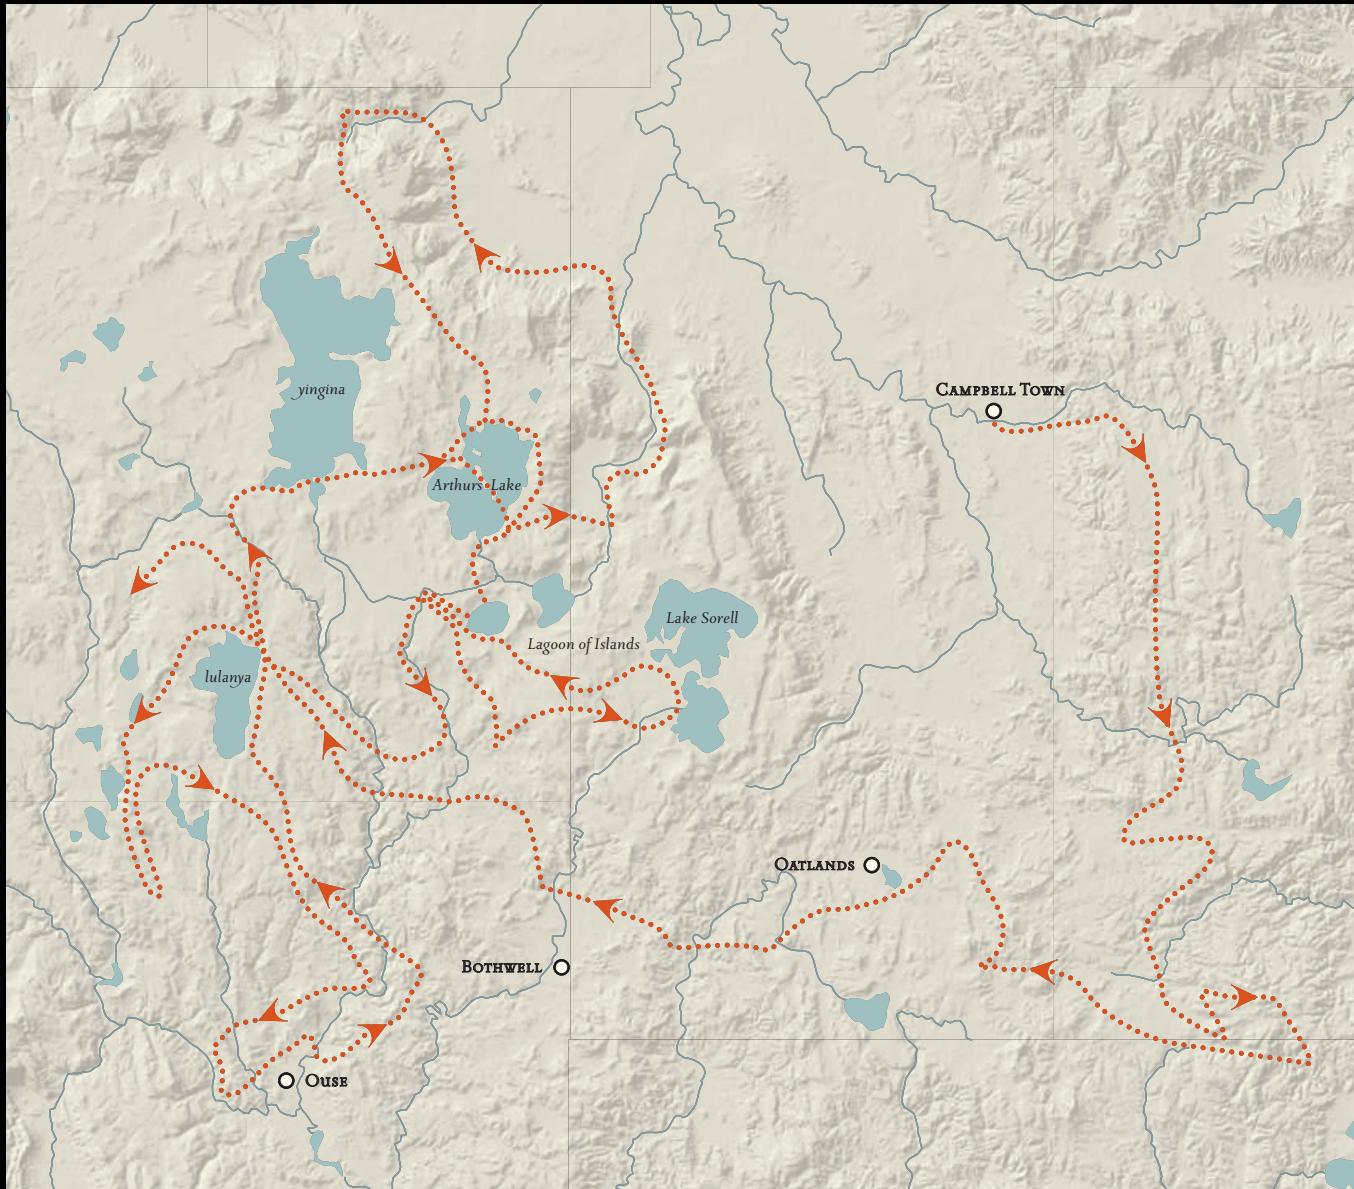 yingina
Campbell Town
Arthurs Lake
Lake Sorell
Lagoon of Islands
lulanya
Oatlands
Bothwell
Ouse